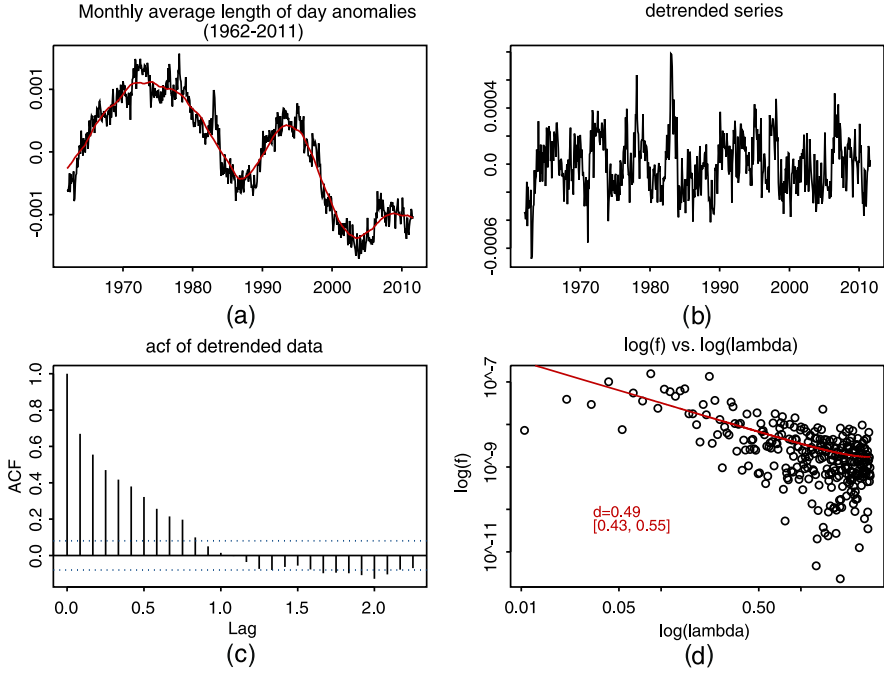 Monthly average length of day anomalies
(1962-2011)
0.001
0.0
-0.001
1970 1980 1990 2000 2010
(a)
detrended series
0.0004
0.0
-0.0006
1970 1980 1990 2000 2010
(b)
acf of detrended data
ACF
1.0
0.8
0.6
0.4
0.2
0.0
0.0 0.5 1.0 1.5 2.0
Lag
(c)
log(f) vs. log(lambda)
log(f)
10^-7
10^-9
10^-11
d=0.49
[0.43, 0.55]
0.01 0.05 0.50
log(lambda)
(d)